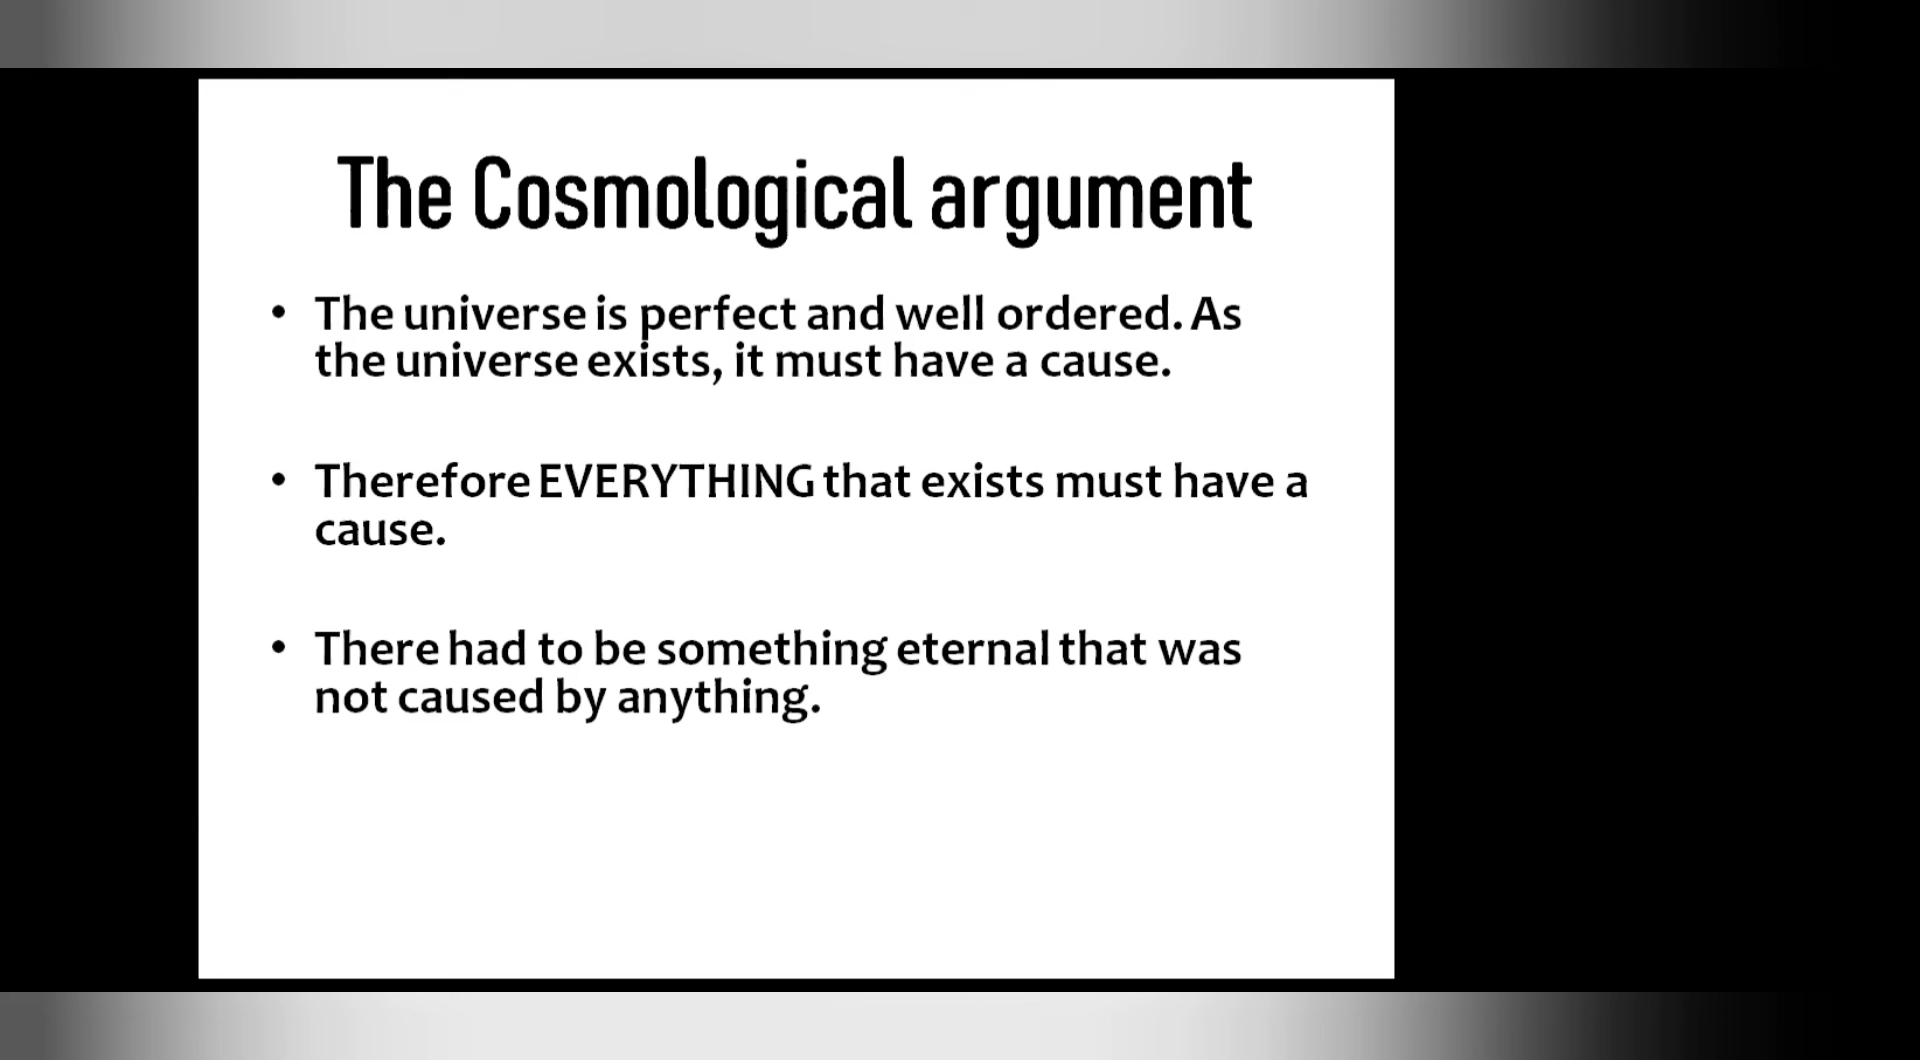 The Cosmological argument
• The universe is perfect and well ordered. As
the universe exists, it must have a cause.
• Therefore EVERYTHING that exists must have a
cause.
• There had to be something eternal that was
not caused by anything.